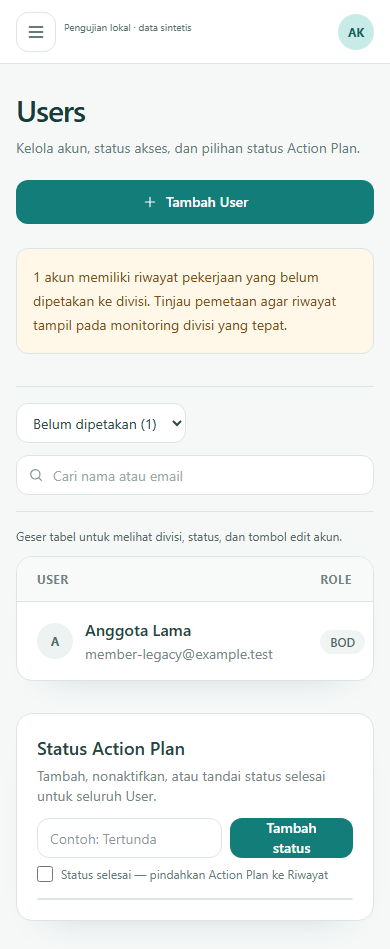 Pengujian lokal · data sintetis
AK
Users
Kelola akun, status akses, dan pilihan status Action Plan.
+ Tambah User
1 akun memiliki riwayat pekerjaan yang belum
dipetakan ke divisi. Tinjau pemetaan agar riwayat
tampil pada monitoring divisi yang tepat.
Belum dipetakan (1)
Cari nama atau email
Geser tabel untuk melihat divisi, status, dan tombol edit akun.
USER ROLE
A
Anggota Lama
member-legacy@example.test
BOD
Status Action Plan
Tambah, nonaktifkan, atau tandai status selesai
untuk seluruh User.
Contoh: Tertunda
Tambah
status
Status selesai — pindahkan Action Plan ke Riwayat